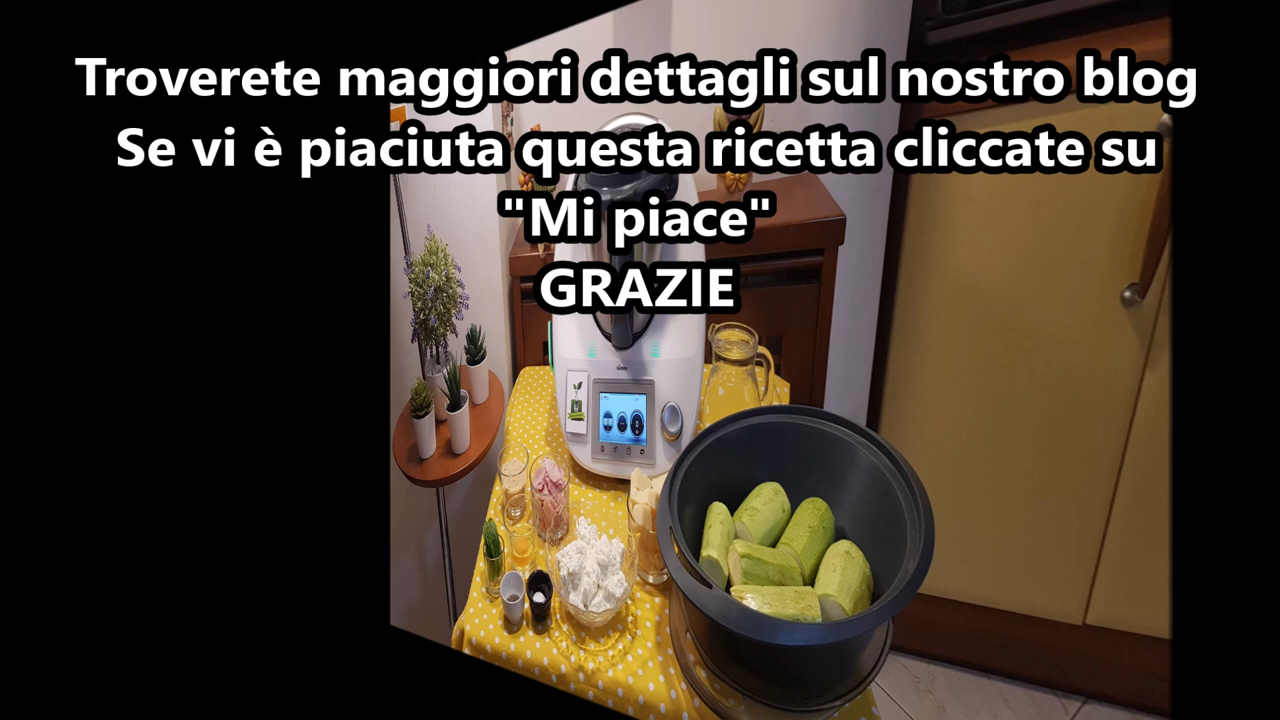 Troverete maggiori dettagli sul nostro blog
Se vi è piaciuta questa ricetta cliccate su
"Mi piace"
GRAZIE